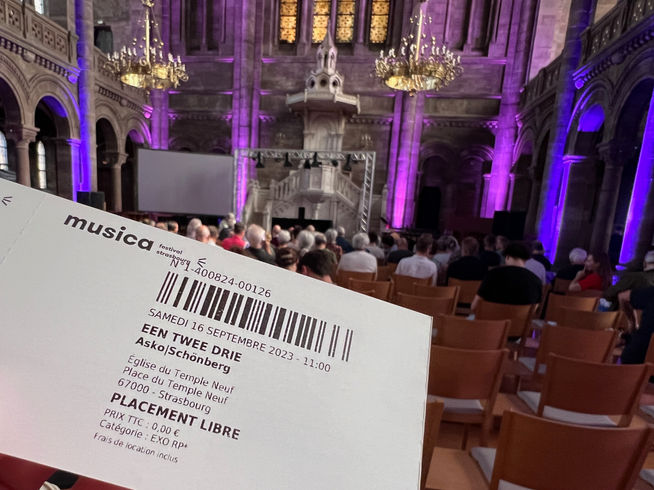 musica festival
strasbourg
N° 1-400824-00126
SAMEDI 16 SEPTEMBRE 2023 - 11:00
EEN TWEE DRIE
Asko|Schönberg
Église du Temple Neuf
Place du Temple Neuf
67000 - Strasbourg
PLACEMENT LIBRE
PRIX TTC : 0,00 €
Catégorie : EXO RP*
Frais de location inclus